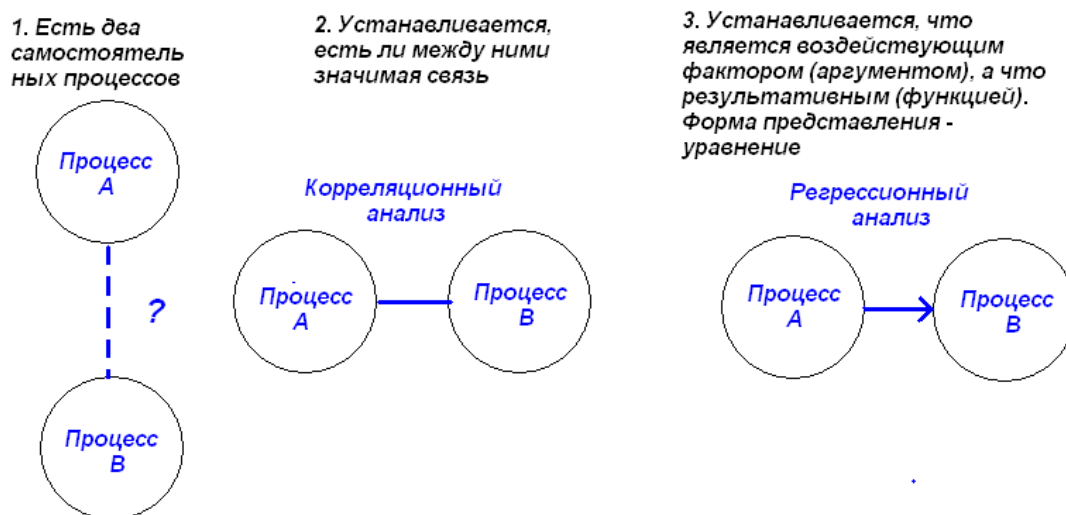 1. Есть два
самостоятель
ных процессов
Процесс
A
?
Процесс
B
2. Устанавливается,
есть ли между ними
значимая связь
Корреляционный
анализ
Процесс
A
Процесс
B
3. Устанавливается, что
является воздействующим
фактором (аргументом), а что
результативным (функцией).
Форма представления -
уравнение
Регрессионный
анализ
Процесс
A
Процесс
B